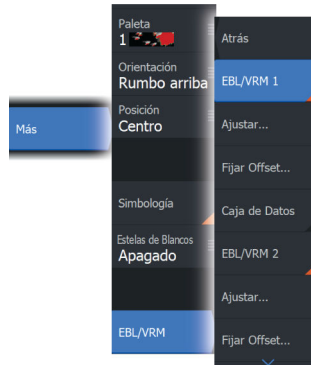 Más
Paleta
1
Orientación
Rumbo arriba
Posición
Centro
Simbología
Estelas de Blancos
Apagado
EBL/VRM
Atrás
EBL/VRM 1
Ajustar...
Fijar Offset...
Caja de Datos
EBL/VRM 2
Ajustar...
Fijar Offset...